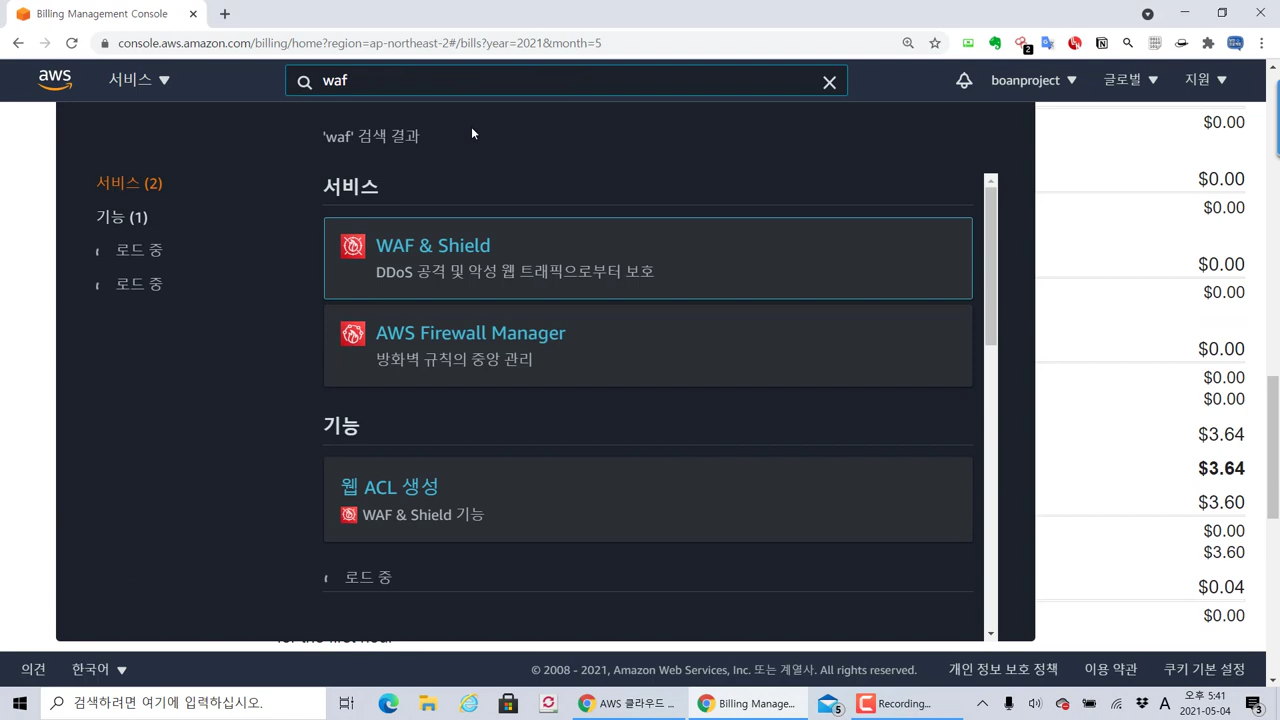 Billing Management Console
console.aws.amazon.com/billing/home?region=ap-northeast-2#/bills?year=2021&month=5
2
aws
서비스
waf
boanproject
글로벌
지원
'waf' 검색 결과
서비스 (2)
기능 (1)
로드 중
로드 중
서비스
WAF & Shield
DDoS 공격 및 악성 웹 트래픽으로부터 보호
AWS Firewall Manager
방화벽 규칙의 중앙 관리
기능
웹 ACL 생성
WAF & Shield 기능
로드 중
$0.00
$0.00
$0.00
$0.00
$0.00
$0.00
$0.00
$0.00
$3.64
$3.64
$3.60
$0.00
$3.60
$0.04
$0.00
for the first hour
의견
한국어
© 2008 - 2021, Amazon Web Services, Inc. 또는 계열사. All rights reserved.
개인 정보 보호 정책
이용 약관
쿠키 기본 설정
검색하려면 여기에 입력하십시오.
AWS 클라우드 ...
Billing Manage...
5
Recording...
A
오후 5:41
2021-05-04
3